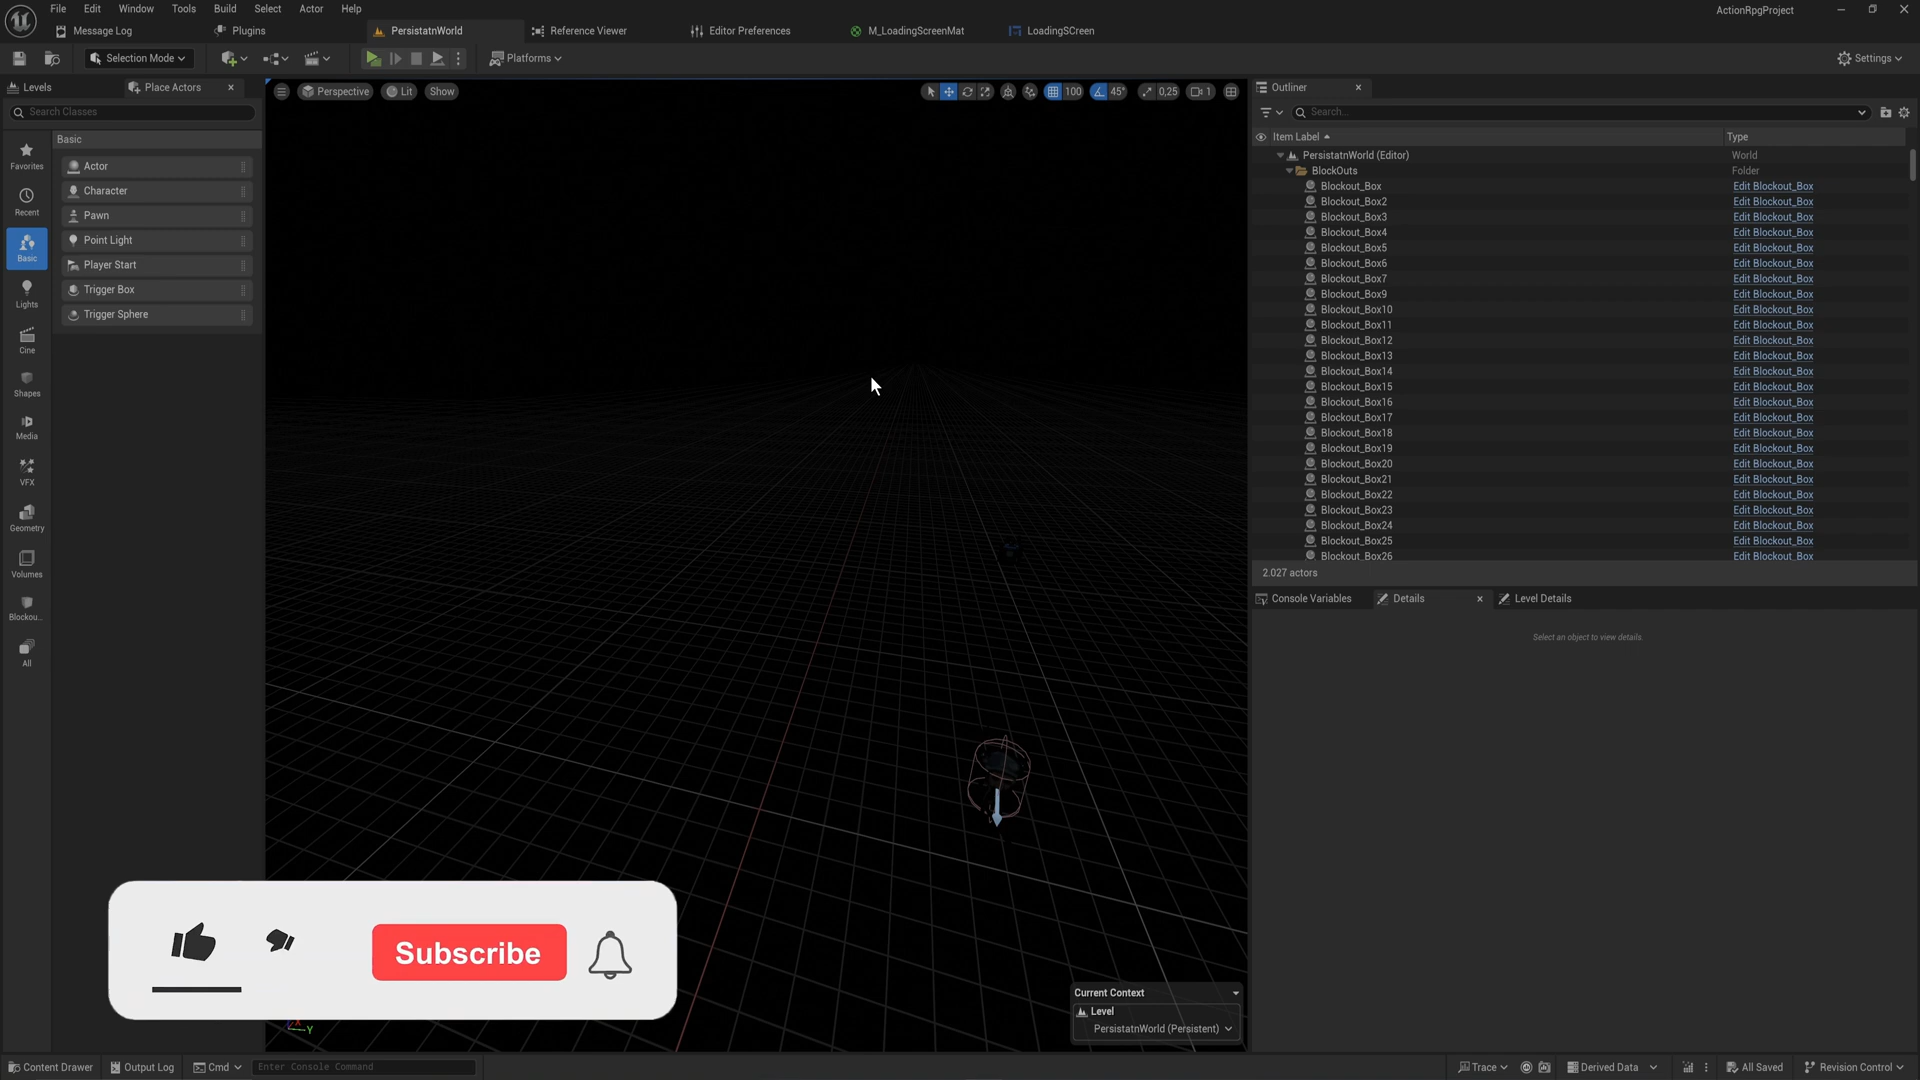 File Edit Window Tools Build Select Actor Help
ActionRpgProject
Message Log
Plugins
PersistatnWorld
Reference Viewer
Editor Preferences
M_LoadingScreenMat
LoadingSCreen
Selection Mode
Platforms
Settings
Levels
Place Actors
Search Classes
Favorites
Recent
Basic
Lights
Cine
Shapes
Media
VFX
Geometry
Volumes
Blockou...
All
Basic
Actor
Character
Pawn
Point Light
Player Start
Trigger Box
Trigger Sphere
Perspective
Lit
Show
100
45°
0,25
1
Y
Current Context
Level
PersistatnWorld (Persistent)
Outliner
Search...
Item Label Type
PersistatnWorld (Editor) World
BlockOuts Folder
Blockout_Box Edit Blockout_Box
Blockout_Box2 Edit Blockout_Box
Blockout_Box3 Edit Blockout_Box
Blockout_Box4 Edit Blockout_Box
Blockout_Box5 Edit Blockout_Box
Blockout_Box6 Edit Blockout_Box
Blockout_Box7 Edit Blockout_Box
Blockout_Box9 Edit Blockout_Box
Blockout_Box10 Edit Blockout_Box
Blockout_Box11 Edit Blockout_Box
Blockout_Box12 Edit Blockout_Box
Blockout_Box13 Edit Blockout_Box
Blockout_Box14 Edit Blockout_Box
Blockout_Box15 Edit Blockout_Box
Blockout_Box16 Edit Blockout_Box
Blockout_Box17 Edit Blockout_Box
Blockout_Box18 Edit Blockout_Box
Blockout_Box19 Edit Blockout_Box
Blockout_Box20 Edit Blockout_Box
Blockout_Box21 Edit Blockout_Box
Blockout_Box22 Edit Blockout_Box
Blockout_Box23 Edit Blockout_Box
Blockout_Box24 Edit Blockout_Box
Blockout_Box25 Edit Blockout_Box
Blockout_Box26 Edit Blockout_Box
2.027 actors
Console Variables
Details
Level Details
Select an object to view details.
Subscribe
Content Drawer
Output Log
Cmd
Enter Console Command
Trace
Derived Data
All Saved
Revision Control